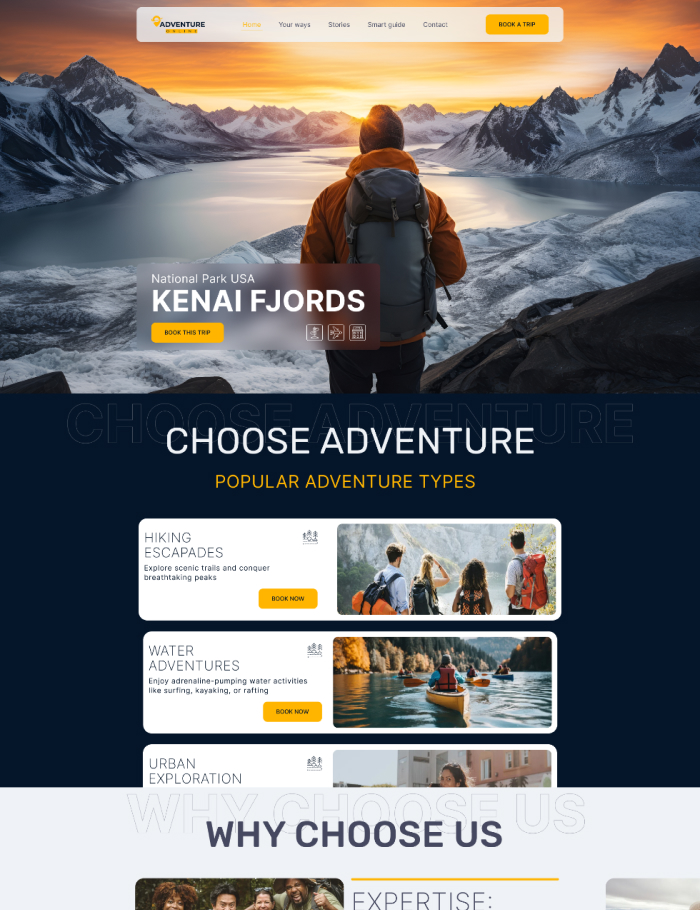 ADVENTURE
ONLINE
Home
Your ways
Stories
Smart guide
Contact
BOOK A TRIP
National Park USA
KENAI FJORDS
BOOK THIS TRIP
CHOOSE ADVENTURE
CHOOSE ADVENTURE
POPULAR ADVENTURE TYPES
HIKING
ESCAPADES
Explore scenic trails and conquer
breathtaking peaks
BOOK NOW
WATER
ADVENTURES
Enjoy adrenaline-pumping water activities
like surfing, kayaking, or rafting
BOOK NOW
URBAN
EXPLORATION
WHY CHOOSE US
WHY CHOOSE US
EXPERTISE: